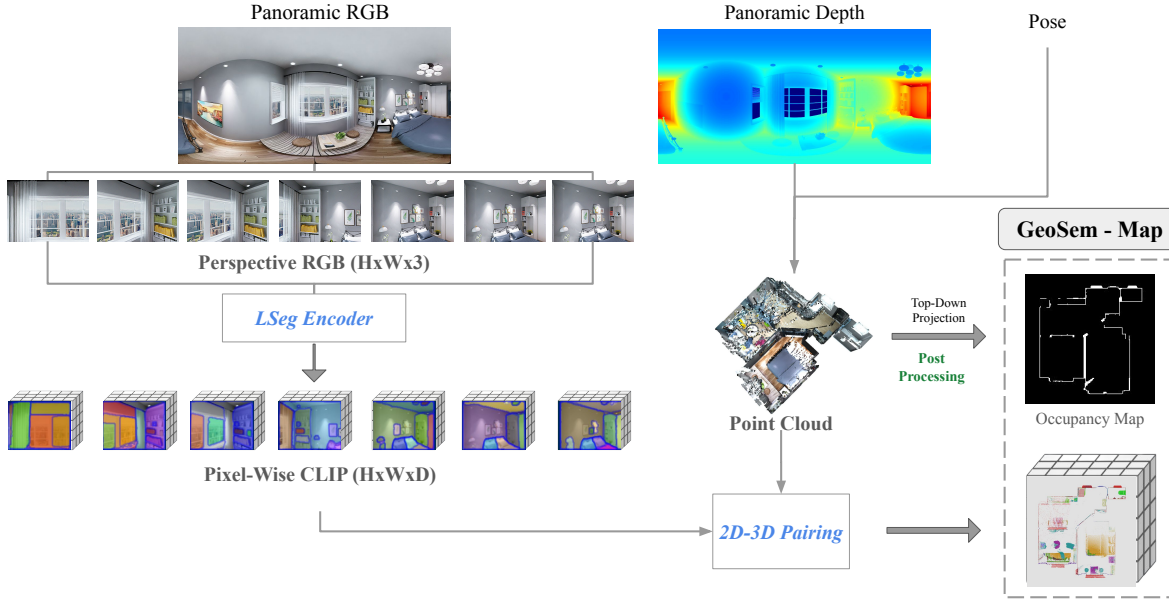 Panoramic RGB
Panoramic Depth
Pose
Perspective RGB (HxWx3)
LSeg Encoder
Pixel-Wise CLIP (HxWxD)
Point Cloud
2D-3D Pairing
Top-Down
Projection
Post
Processing
GeoSem - Map
Occupancy Map